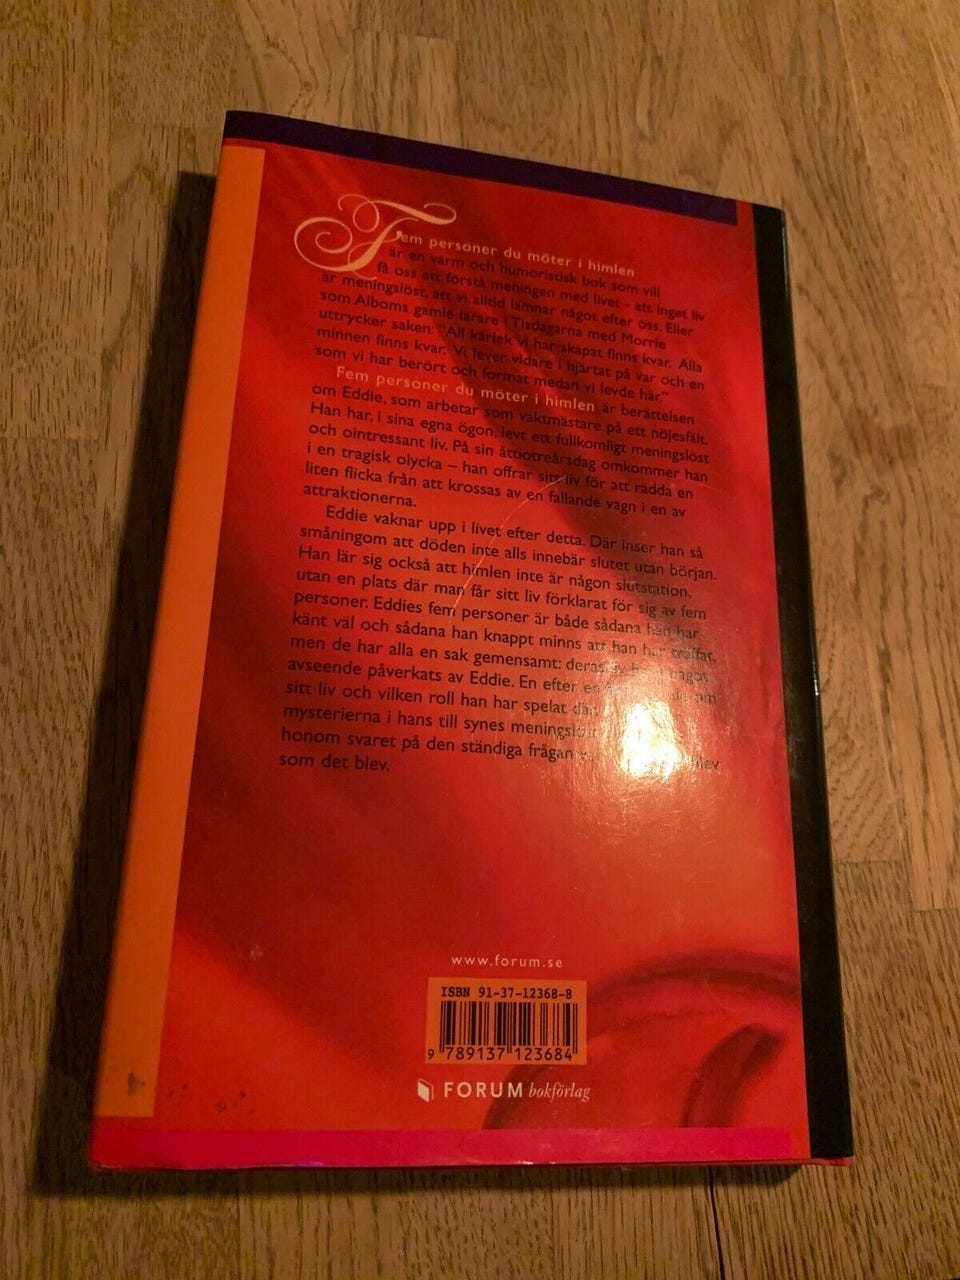 Fem personer du möter i himlen
är en varm och humoristisk bok som vill
få oss att förstå meningen med livet - att inget liv
är meningslöst, att vi alltid lämnar något efter oss. Eller
som Alboms gamle lärare i Tisdagarna med Morrie
uttrycker saken: "All kärlek vi har skapat finns kvar. Alla
minnen finns kvar. Vi lever vidare i hjärtat på var och en
som vi har berört och format medan vi levde här."
Fem personer du möter i himlen är berättelsen
om Eddie, som arbetar som vaktmästare på ett nöjesfält.
Han har, i sina egna ögon, levt ett fullkomligt meningslöst
och ointressant liv. På sin åttiotreårsdag omkommer han
i en tragisk olycka – han offrar sitt liv för att rädda en
liten flicka från att krossas av en fallande vagn i en av
attraktionerna.
Eddie vaknar upp i livet efter detta. Där inser han så
småningom att döden inte alls innebär slutet utan början.
Han lär sig också att himlen inte är någon slutstation,
utan en plats där man får sitt liv förklarat för sig av fem
personer. Eddies fem personer är både sådana han har
känt väl och sådana han knappt minns att han har träffat,
men de har alla en sak gemensamt: deras liv har något
avseende påverkats av Eddie. En efter en om
sitt liv och vilken roll han har spelat
mysterierna i hans till synes meningslös
honom svaret på den ständiga frågan blev
som det blev.
www.forum.se
ISBN 91-37-12368-8
9 789137 123684
FORUM bokförlag